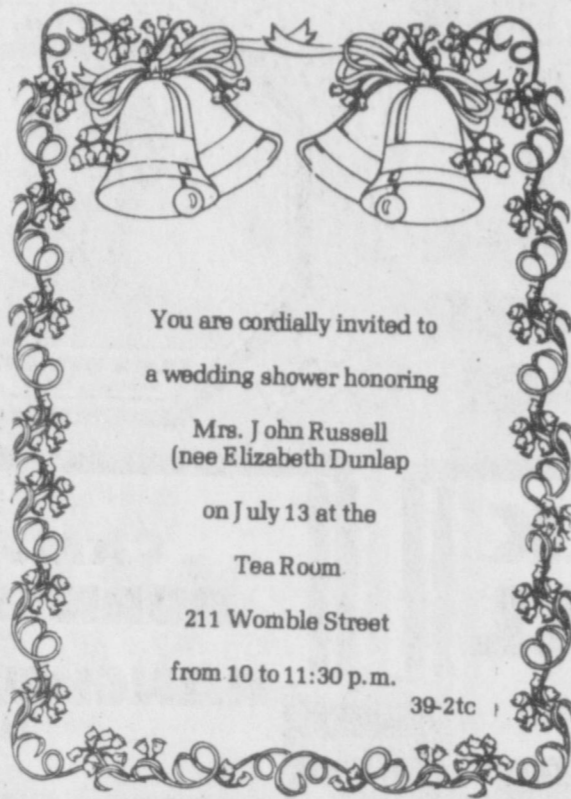 You are cordially invited to
a wedding shower honoring
Mrs. John Russell
(nee Elizabeth Dunlap
on July 13 at the
Tea Room
211 Womble Street
from 10 to 11:30 p.m.
39-2tc